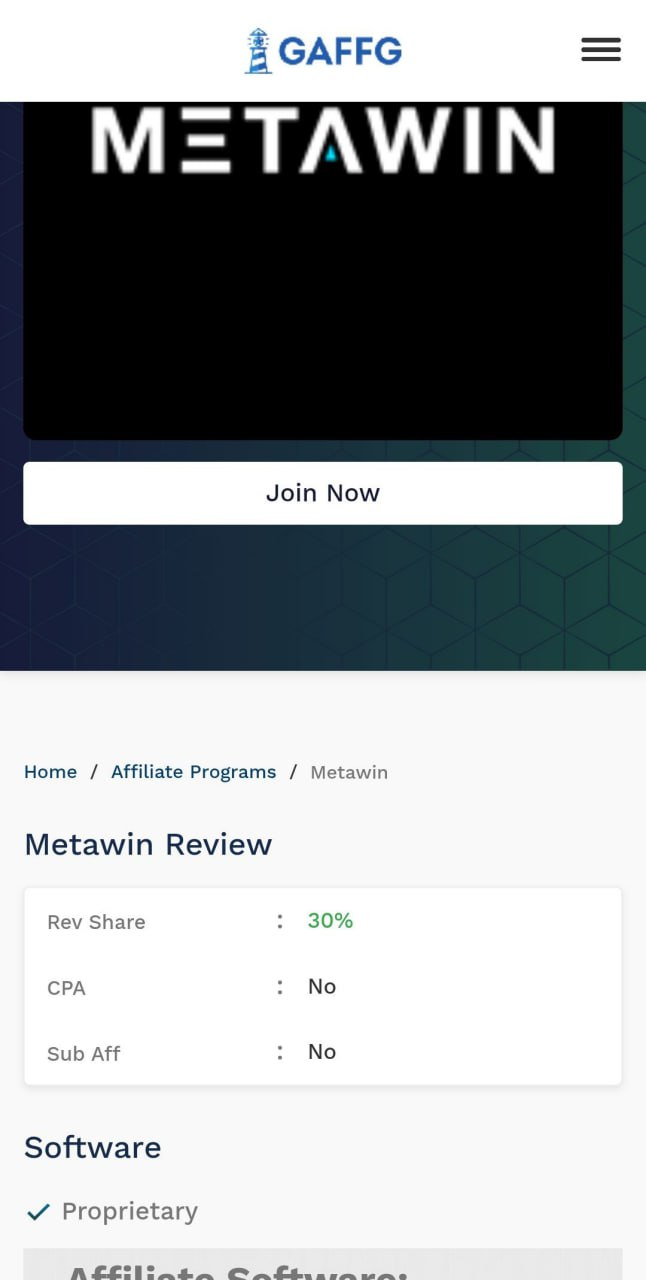 GAFFG
METAWIN
Join Now
Home / Affiliate Programs / Metawin
Metawin Review
Rev Share : 30%
CPA : No
Sub Aff : No
Software
Proprietary
Affiliate Software: